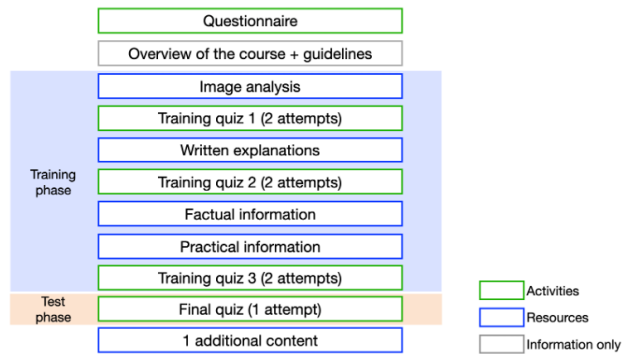 Questionnaire
Overview of the course + guidelines
Image analysis
Training quiz 1 (2 attempts)
Written explanations
Training
phase
Training quiz 2 (2 attempts)
Factual information
Practical information
Training quiz 3 (2 attempts)
Test
phase
Final quiz (1 attempt)
1 additional content
Activities
Resources
Information only